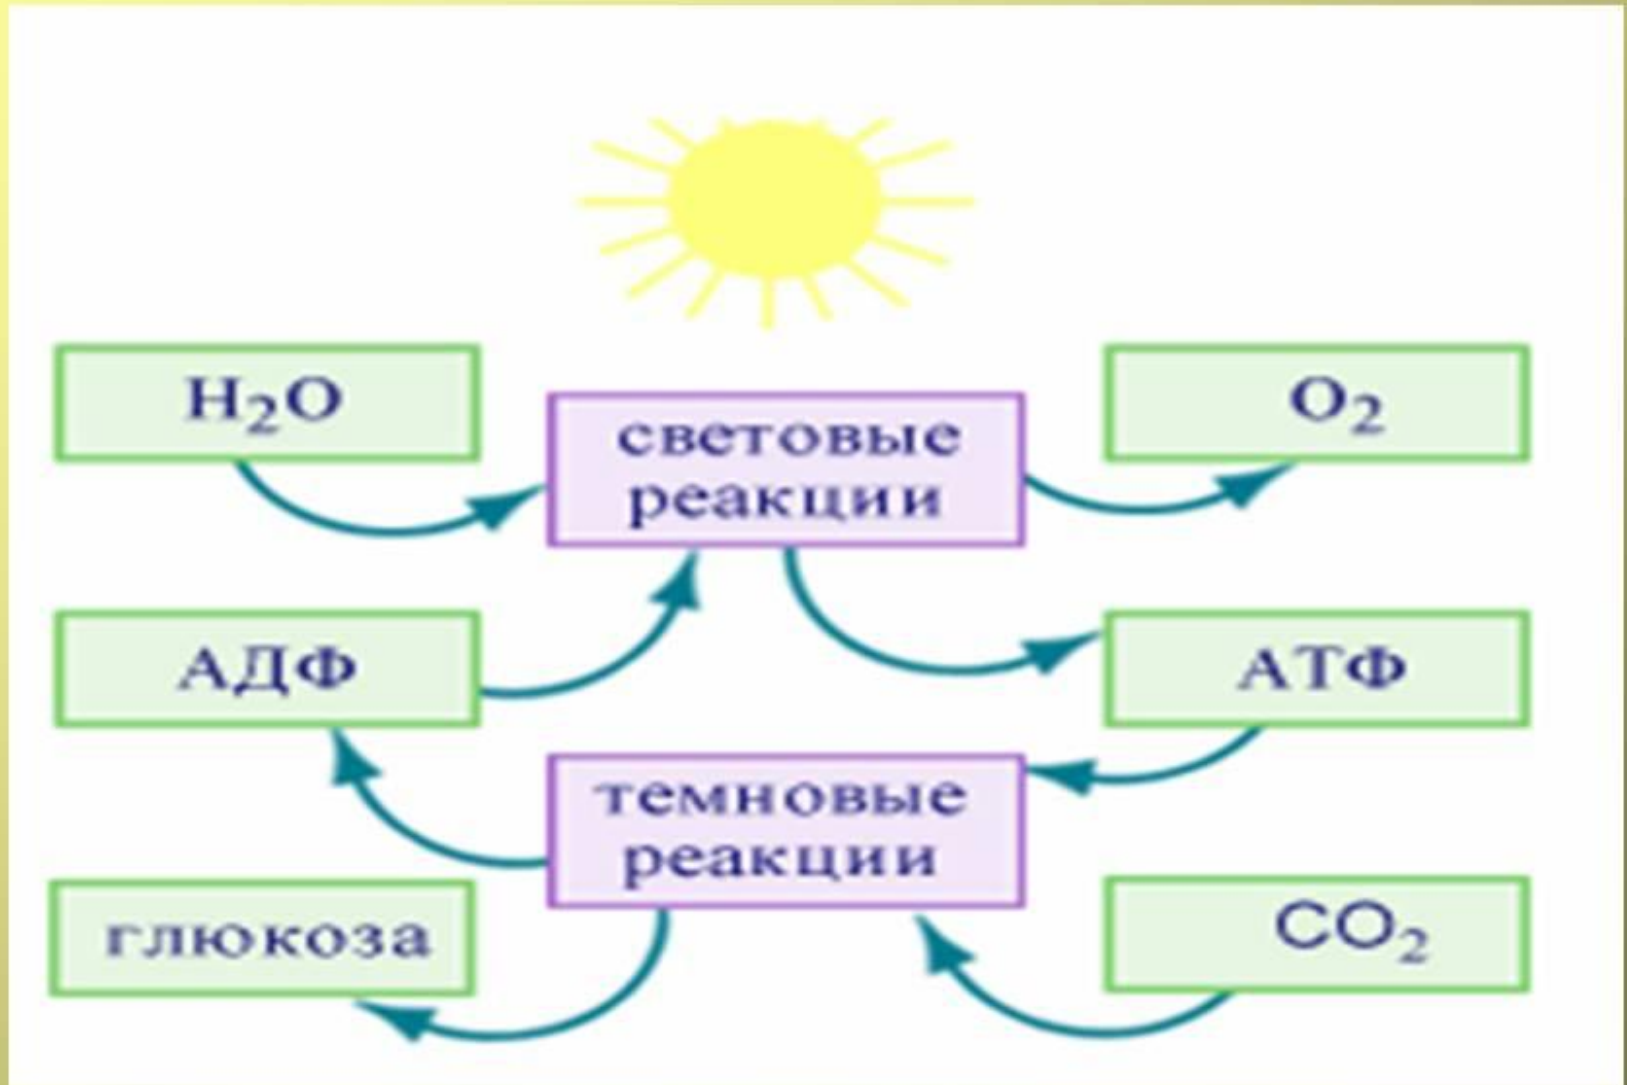 H₂O
O₂
световые
реакции
АДФ
АТФ
темновые
реакции
глюкоза
CO₂